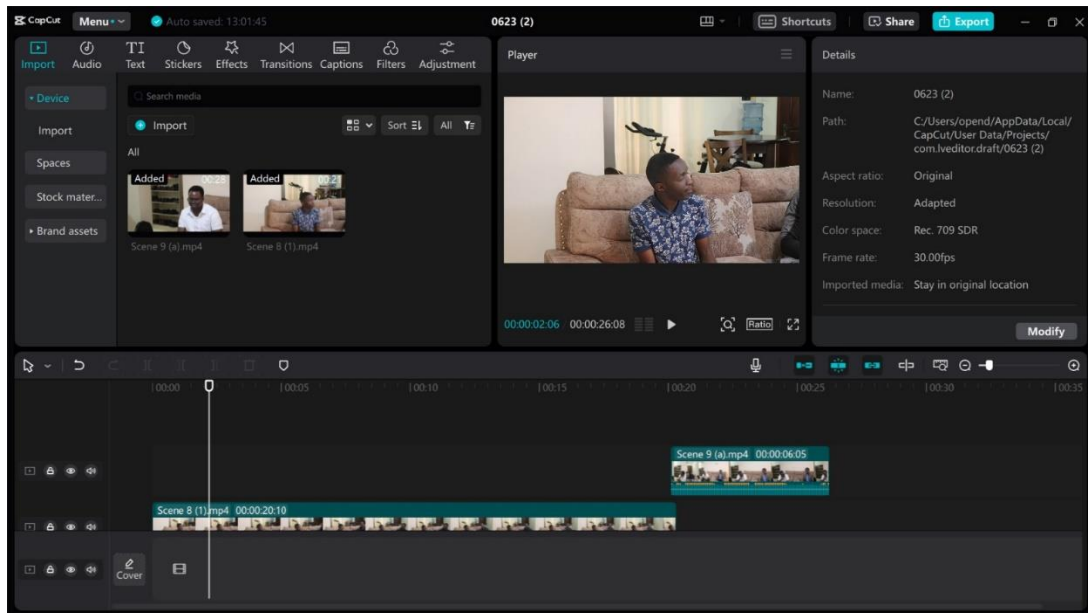 CapCut Menu Auto saved: 13:01:45 0623 (2) Shortcuts Share Export
Import Audio Text Stickers Effects Transitions Captions Filters Adjustment
TI
Device
Import
Spaces
Stock mater...
Brand assets
Search media
Import Sort All
All
Added 00:28 Added
Scene 9 (a).mp4 Scene 8 (1).mp4
Player
00:00:02:06 00:00:26:08 Ratio
Details
Name: 0623 (2)
Path: C:/Users/opend/AppData/Local/
CapCut/User Data/Projects/
com.lveditor.draft/0623 (2)
Aspect ratio: Original
Resolution: Adapted
Color space: Rec. 709 SDR
Frame rate: 30.00fps
Imported media: Stay in original location
Modify
00:00 00:05 00:10 00:15 00:20 00:25 00:30 00:35
Scene 9 (a).mp4 00:00:06:05
Scene 8 (1).mp4 00:00:20:10
Cover